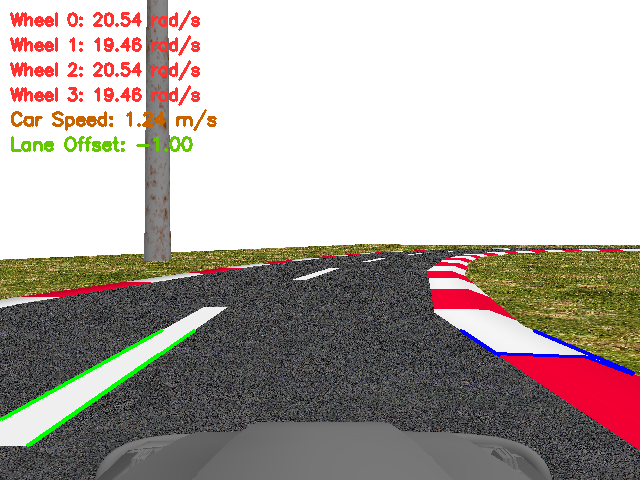 Wheel 0: 20.54 rad/s
Wheel 1: 19.46 rad/s
Wheel 2: 20.54 rad/s
Wheel 3: 19.46 rad/s
Car Speed: 1.24 m/s
Lane Offset: -1.00